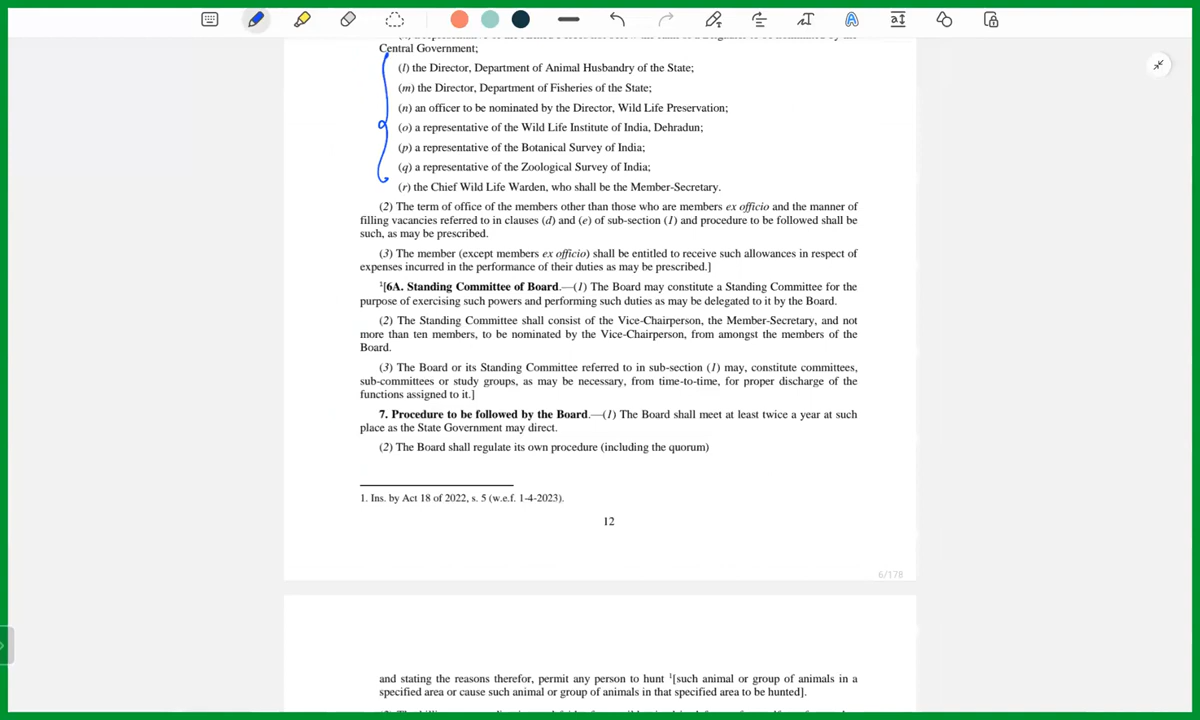 Central Government;
(l) the Director, Department of Animal Husbandry of the State;
(m) the Director, Department of Fisheries of the State;
(n) an officer to be nominated by the Director, Wild Life Preservation;
(o) a representative of the Wild Life Institute of India, Dehradun;
(p) a representative of the Botanical Survey of India;
(q) a representative of the Zoological Survey of India;
(r) the Chief Wild Life Warden, who shall be the Member-Secretary.
(2) The term of office of the members other than those who are members ex officio and the manner of
filling vacancies referred to in clauses (d) and (e) of sub-section (1) and procedure to be followed shall be
such, as may be prescribed.
(3) The member (except members ex officio) shall be entitled to receive such allowances in respect of
expenses incurred in the performance of their duties as may be prescribed.]
1[6A. Standing Committee of Board.—(1) The Board may constitute a Standing Committee for the
purpose of exercising such powers and performing such duties as may be delegated to it by the Board.
(2) The Standing Committee shall consist of the Vice-Chairperson, the Member-Secretary, and not
more than ten members, to be nominated by the Vice-Chairperson, from amongst the members of the
Board.
(3) The Board or its Standing Committee referred to in sub-section (1) may, constitute committees,
sub-committees or study groups, as may be necessary, from time-to-time, for proper discharge of the
functions assigned to it.]
7. Procedure to be followed by the Board.—(1) The Board shall meet at least twice a year at such
place as the State Government may direct.
(2) The Board shall regulate its own procedure (including the quorum)
1. Ins. by Act 18 of 2022, s. 5 (w.e.f. 1-4-2023).
12
6/178
and stating the reasons therefor, permit any person to hunt 1[such animal or group of animals in a
specified area or cause such animal or group of animals in that specified area to be hunted].